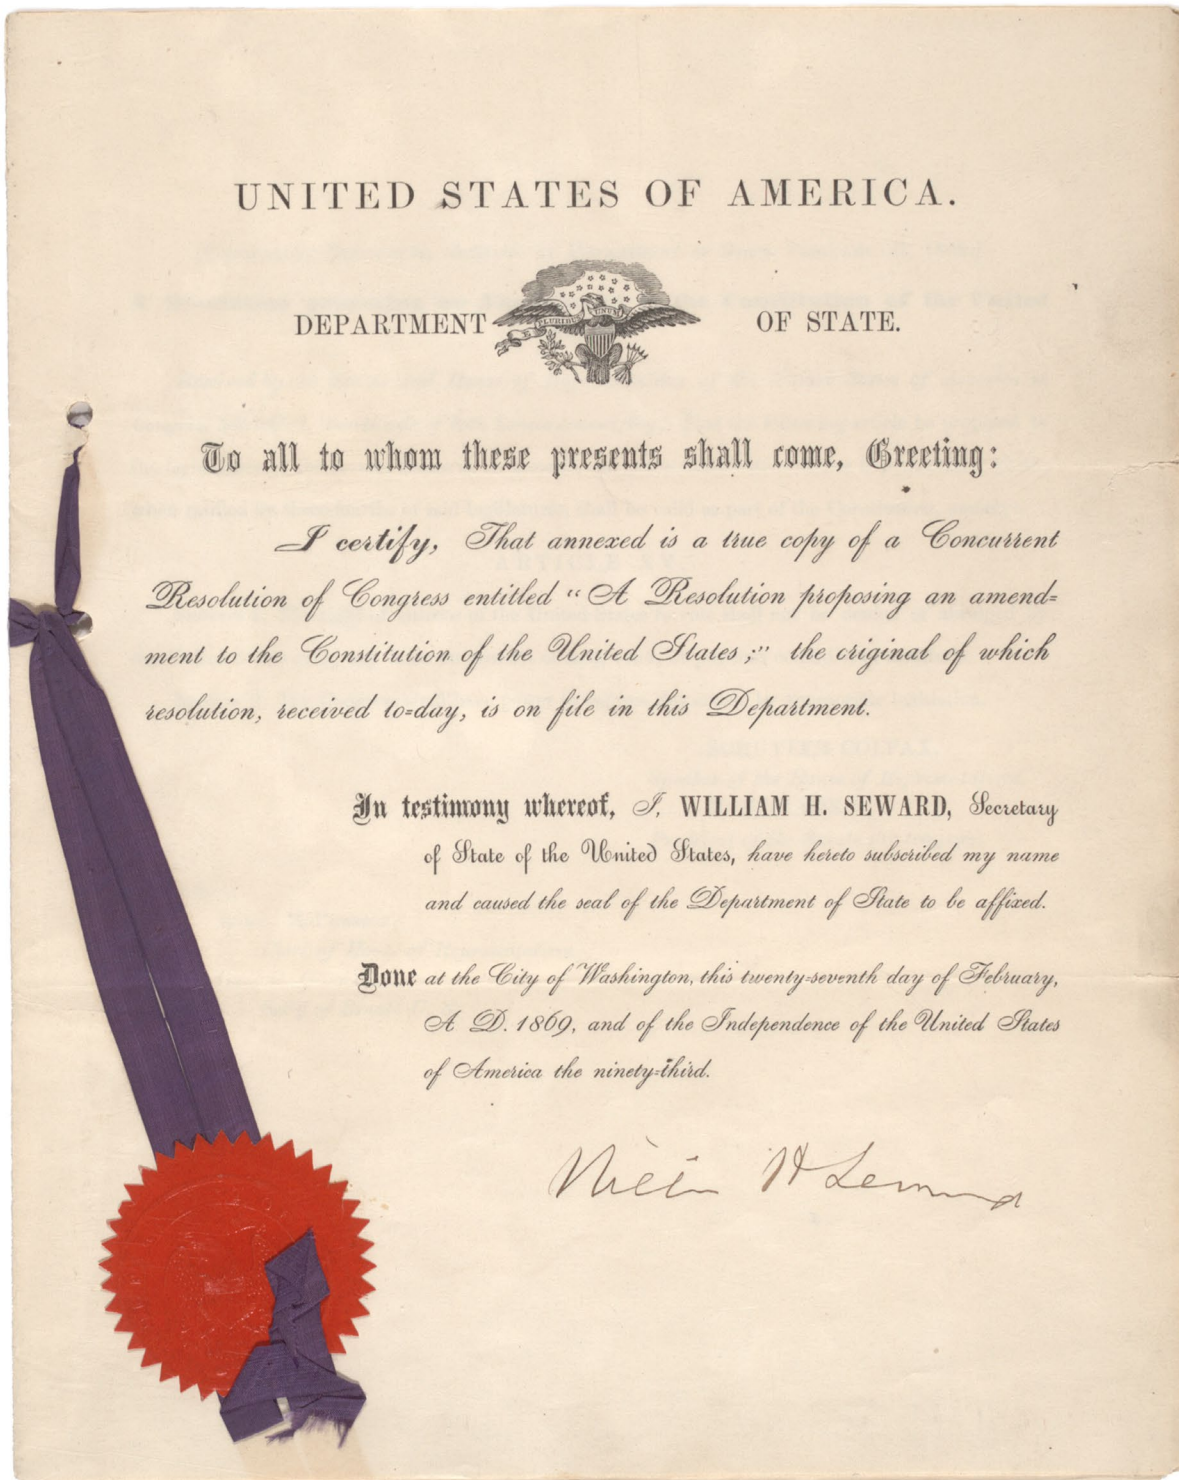 UNITED STATES OF AMERICA.
DEPARTMENT OF STATE.
E PLURIBUS UNUM
To all to whom these presents shall come, Greeting:
I certify, That annexed is a true copy of a Concurrent
Resolution of Congress entitled “A Resolution proposing an amend=
ment to the Constitution of the United States;” the original of which
resolution, received to=day, is on file in this Department.
In testimony whereof, I, WILLIAM H. SEWARD, Secretary
of State of the United States, have hereto subscribed my name
and caused the seal of the Department of State to be affixed.
Done at the City of Washington, this twenty=seventh day of February,
A D. 1869, and of the Independence of the United States
of America the ninety=third.
William H Seward